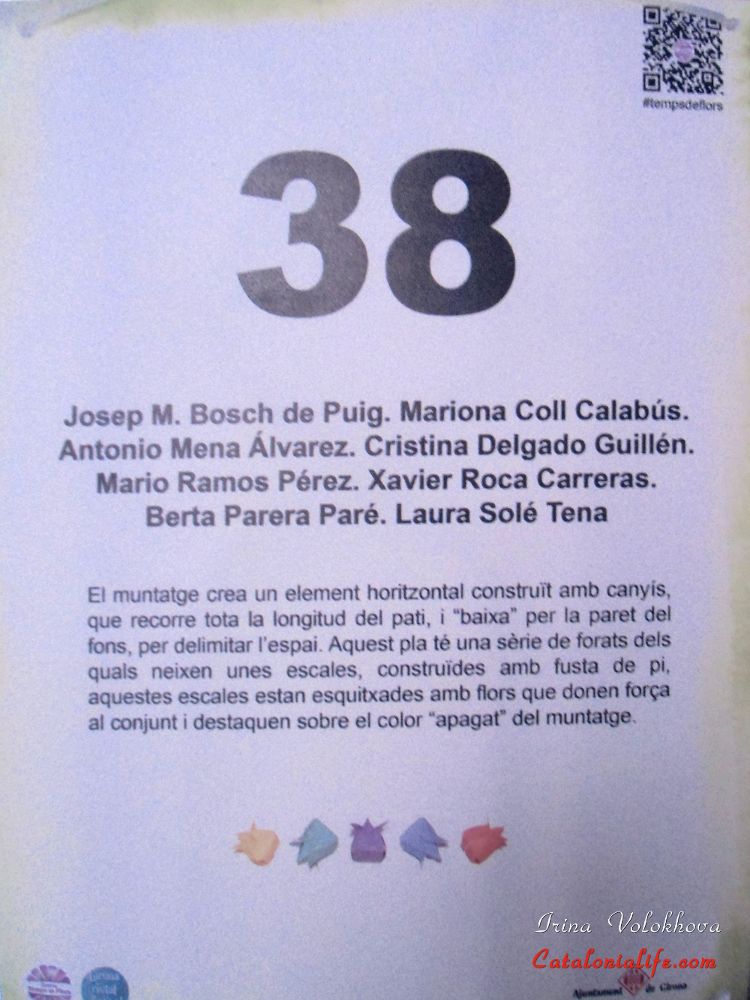 #tempsdeflors
38
Josep M. Bosch de Puig. Mariona Coll Calabús.
Antonio Mena Álvarez. Cristina Delgado Guillén.
Mario Ramos Pérez. Xavier Roca Carreras.
Berta Parera Paré. Laura Solé Tena
El muntatge crea un element horitzontal construït amb canyís,
que recorre tota la longitud del pati, i “baixa” per la paret del
fons, per delimitar l’espai. Aquest pla té una sèrie de forats dels
quals neixen unes escales, construïdes amb fusta de pi,
aquestes escales estan esquitxades amb flors que donen força
al conjunt i destaquen sobre el color “apagat” del muntatge.
Irina Volokhova
Catalonialife.com
Ajuntament de Girona